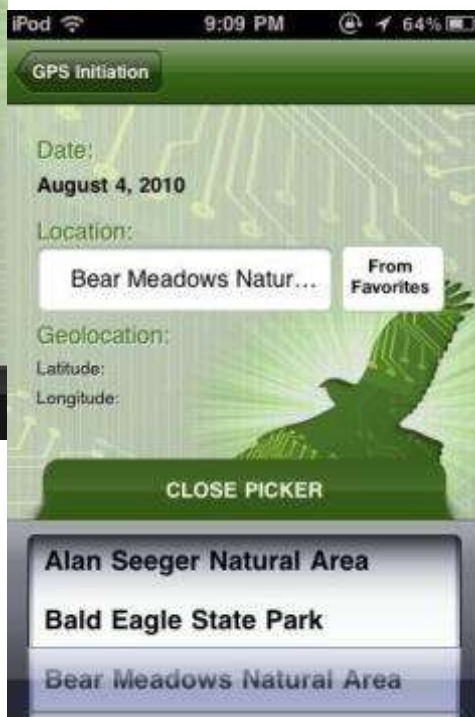 iPod 9:09 PM 64%
GPS Initiation
Date:
August 4, 2010
Location:
Bear Meadows Natur...
From
Favorites
Geolocation:
Latitude:
Longitude:
CLOSE PICKER
Alan Seeger Natural Area
Bald Eagle State Park
Bear Meadows Natural Area